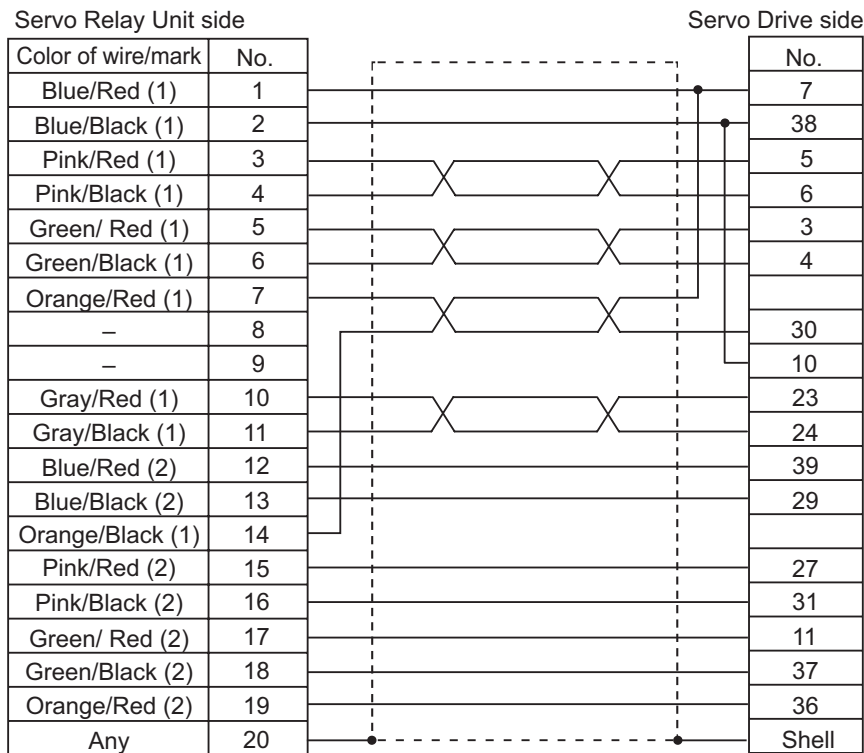 Servo Relay Unit side Servo Drive side
Color of wire/mark No. No.
Blue/Red (1) 1 7
Blue/Black (1) 2 38
Pink/Red (1) 3 5
Pink/Black (1) 4 6
Green/ Red (1) 5 3
Green/Black (1) 6 4
Orange/Red (1) 7
– 8 30
– 9 10
Gray/Red (1) 10 23
Gray/Black (1) 11 24
Blue/Red (2) 12 39
Blue/Black (2) 13 29
Orange/Black (1) 14
Pink/Red (2) 15 27
Pink/Black (2) 16 31
Green/ Red (2) 17 11
Green/Black (2) 18 37
Orange/Red (2) 19 36
Any 20 Shell